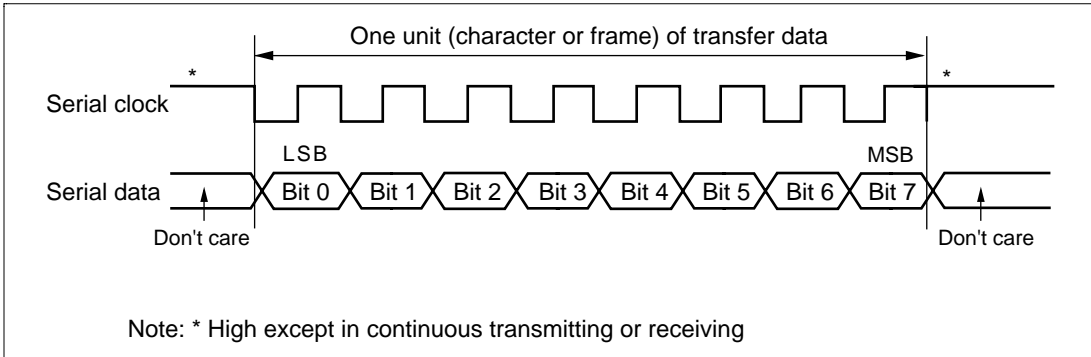 One unit (character or frame) of transfer data
* *
Serial clock
LSB MSB
Serial data Bit 0 Bit 1 Bit 2 Bit 3 Bit 4 Bit 5 Bit 6 Bit 7
Don't care Don't care
Note: * High except in continuous transmitting or receiving